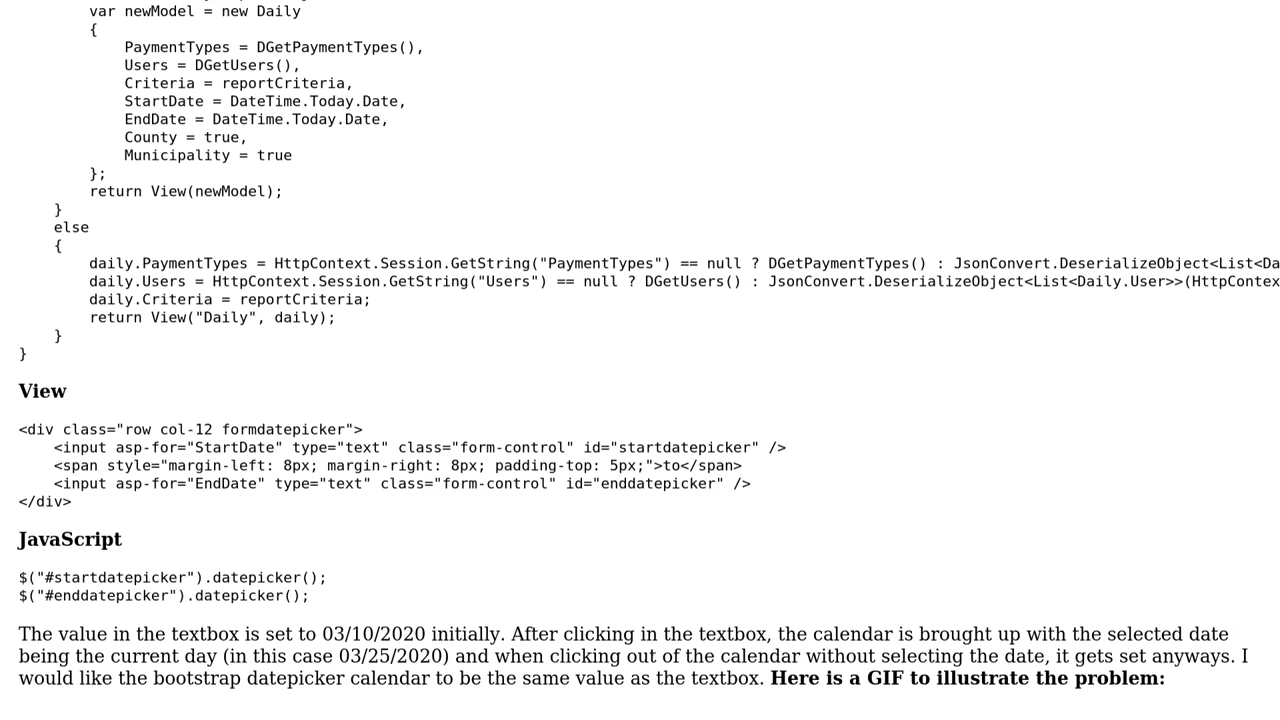 var newModel = new Daily
{
PaymentTypes = DGetPaymentTypes(),
Users = DGetUsers(),
Criteria = reportCriteria,
StartDate = DateTime.Today.Date,
EndDate = DateTime.Today.Date,
County = true,
Municipality = true
};
return View(newModel);
}
else
{
daily.PaymentTypes = HttpContext.Session.GetString("PaymentTypes") == null ? DGetPaymentTypes() : JsonConvert.DeserializeObject<List<Da
daily.Users = HttpContext.Session.GetString("Users") == null ? DGetUsers() : JsonConvert.DeserializeObject<List<Daily.User>>(HttpContex
daily.Criteria = reportCriteria;
return View("Daily", daily);
}
}
View
<div class="row col-12 formdatepicker">
<input asp-for="StartDate" type="text" class="form-control" id="startdatepicker" />
<span style="margin-left: 8px; margin-right: 8px; padding-top: 5px;">to</span>
<input asp-for="EndDate" type="text" class="form-control" id="enddatepicker" />
</div>
JavaScript
$("#startdatepicker").datepicker();
$("#enddatepicker").datepicker();
The value in the textbox is set to 03/10/2020 initially. After clicking in the textbox, the calendar is brought up with the selected date
being the current day (in this case 03/25/2020) and when clicking out of the calendar without selecting the date, it gets set anyways. I
would like the bootstrap datepicker calendar to be the same value as the textbox. Here is a GIF to illustrate the problem: